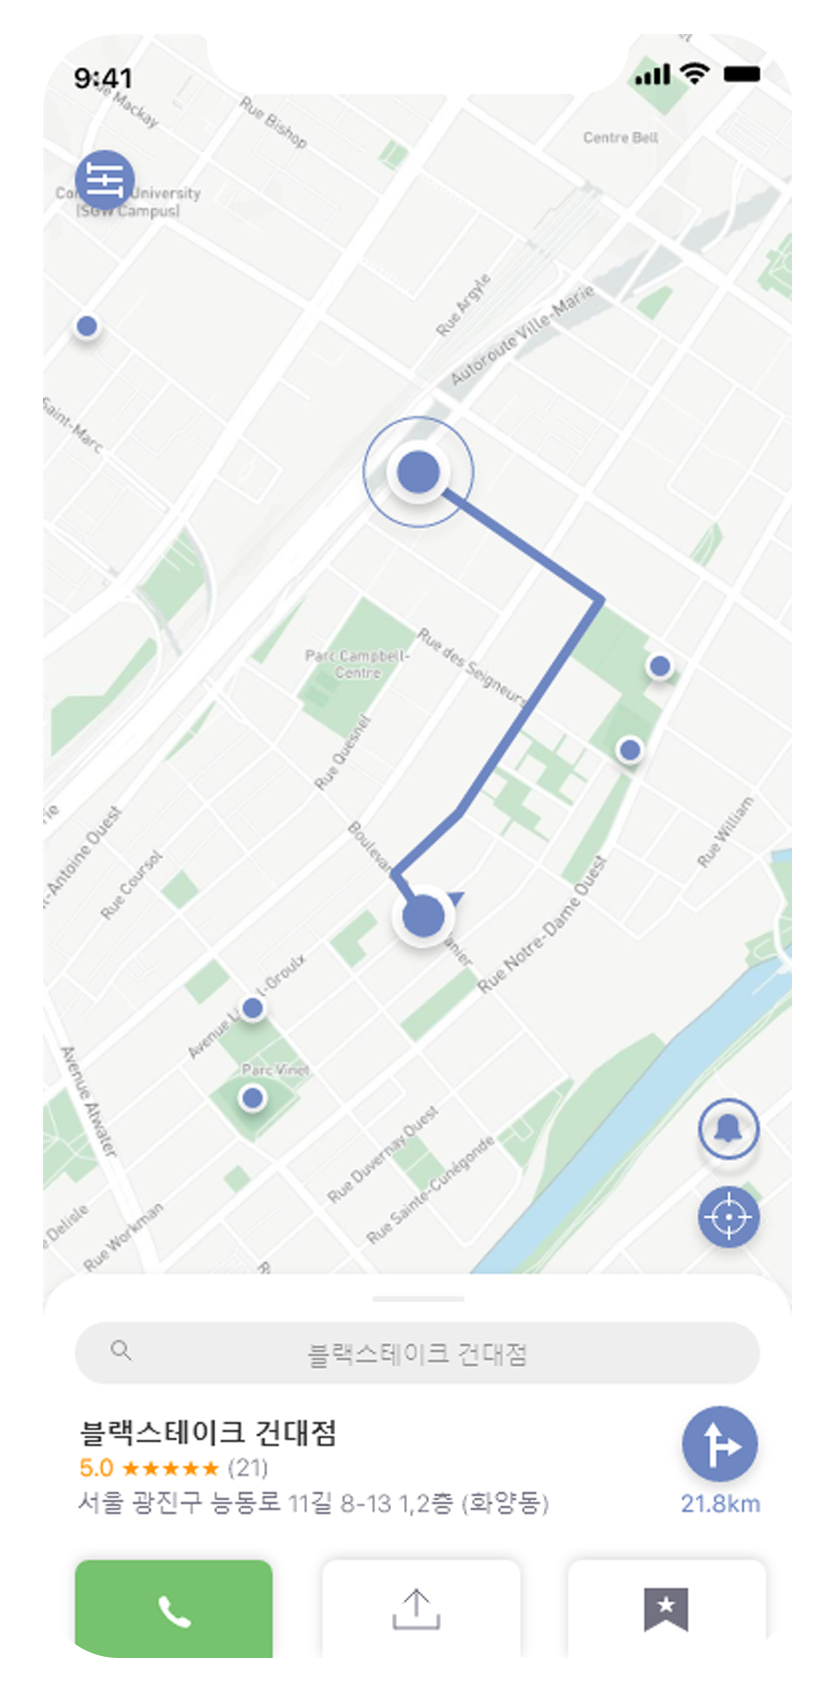 9:41
Rue Mackay
Rue Bishop
Centre Bell
University
(SGW Campus)
Rue Argyle
Autoroute Ville-Marie
Saint-Marc
Parc Campbell-
Centre
Rue des Seigneurs
Rue Quesnel
Boulevar
anier
Rue William
-Antoine Ouest
Rue Coursol
Rue Notre-Dame Ouest
Avenue L
l-Groulx
Parc Vinet
Avenue Atwater
Rue Duvernay Ouest
Rue Sainte-Cunégonde
Delisle
Rue Workman
블랙스테이크 건대점
블랙스테이크 건대점
5.0 ★★★★★ (21)
서울 광진구 능동로 11길 8-13 1,2층 (화양동)
21.8km